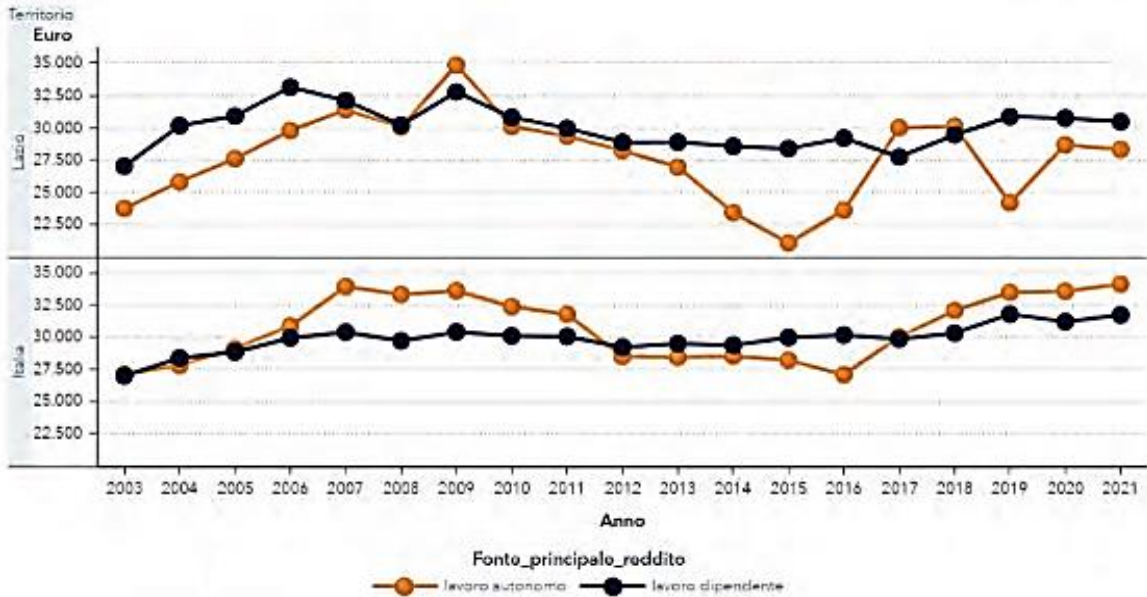 Territorio
Euro
Lazio
35.000
32.500
30.000
27.500
25.000
22.500
Italia
35.000
32.500
30.000
27.500
25.000
22.500
2003 2004 2005 2006 2007 2008 2009 2010 2011 2012 2013 2014 2015 2016 2017 2018 2019 2020 2021
Anno
Fonte_principale_reddito
lavoro autonomo lavoro dipendente